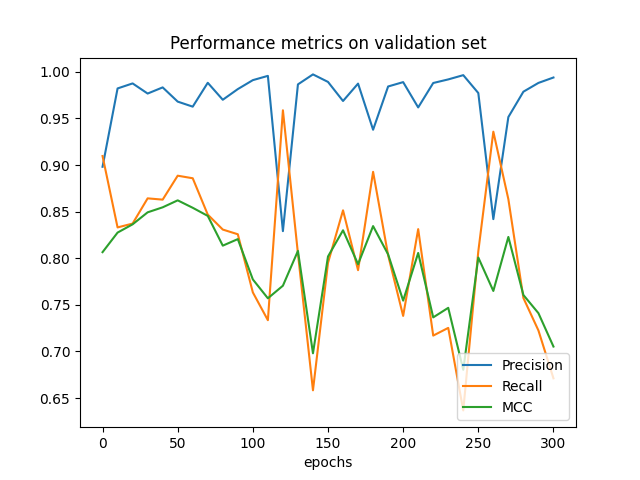 Performance metrics on validation set
1.00
0.95
0.90
0.85
0.80
0.75
0.70
0.65
Precision
Recall
MCC
0 50 100 150 200 250 300
epochs